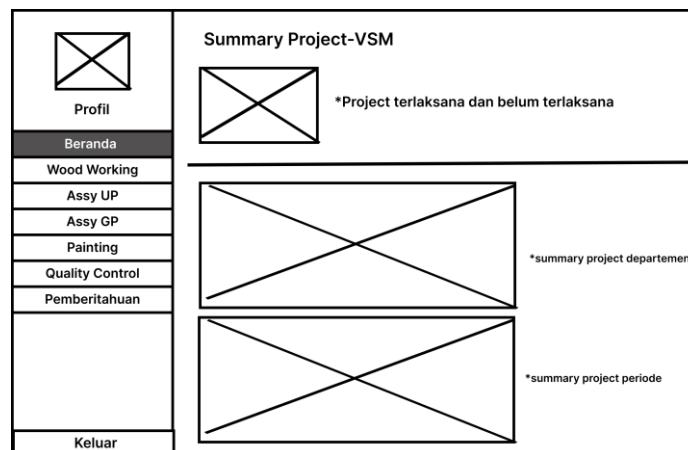 Profil
Beranda
Wood Working
Assy UP
Assy GP
Painting
Quality Control
Pemberitahuan
Keluar
Summary Project-VSM
*Project terlaksana dan belum terlaksana
*summary project departemen
*summary project periode